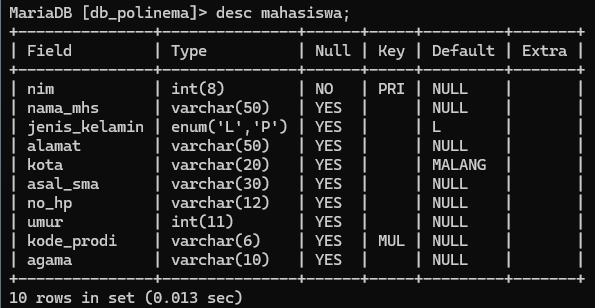 MariaDB [db_polinema]> desc mahasiswa;
+---------------+---------------+------+-----+---------+-------+
| Field         | Type          | Null | Key | Default | Extra |
+---------------+---------------+------+-----+---------+-------+
| nim           | int(8)        | NO   | PRI | NULL    |       |
| nama_mhs      | varchar(50)   | YES  |     | NULL    |       |
| jenis_kelamin | enum('L','P') | YES  |     | L       |       |
| alamat        | varchar(50)   | YES  |     | NULL    |       |
| kota          | varchar(20)   | YES  |     | MALANG  |       |
| asal_sma      | varchar(30)   | YES  |     | NULL    |       |
| no_hp         | varchar(12)   | YES  |     | NULL    |       |
| umur          | int(11)       | YES  |     | NULL    |       |
| kode_prodi    | varchar(6)    | YES  | MUL | NULL    |       |
| agama         | varchar(10)   | YES  |     | NULL    |       |
+---------------+---------------+------+-----+---------+-------+
10 rows in set (0.013 sec)